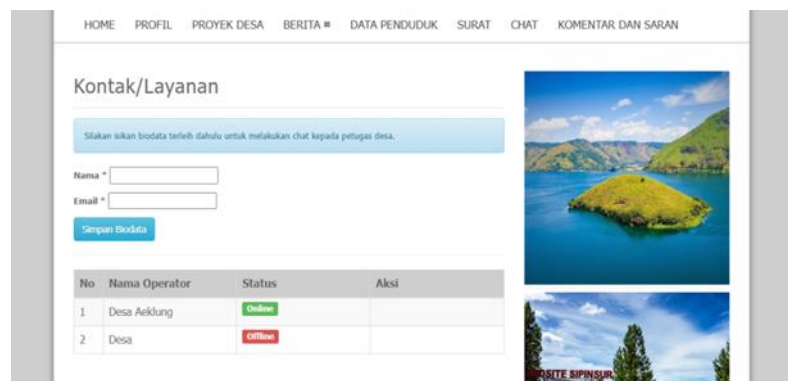 HOME PROFIL PROYEK DESA BERITA DATA PENDUDUK SURAT CHAT KOMENTAR DAN SARAN
Kontak/Layanan
Silakan isikan biodata terleih dahulu untuk melakukan chat kepada petugas desa.
Nama *
Email *
Simpan Biodata
No Nama Operator Status Aksi
1 Desa Aeklung Online
2 Desa Offline
SITE SIPINSUR